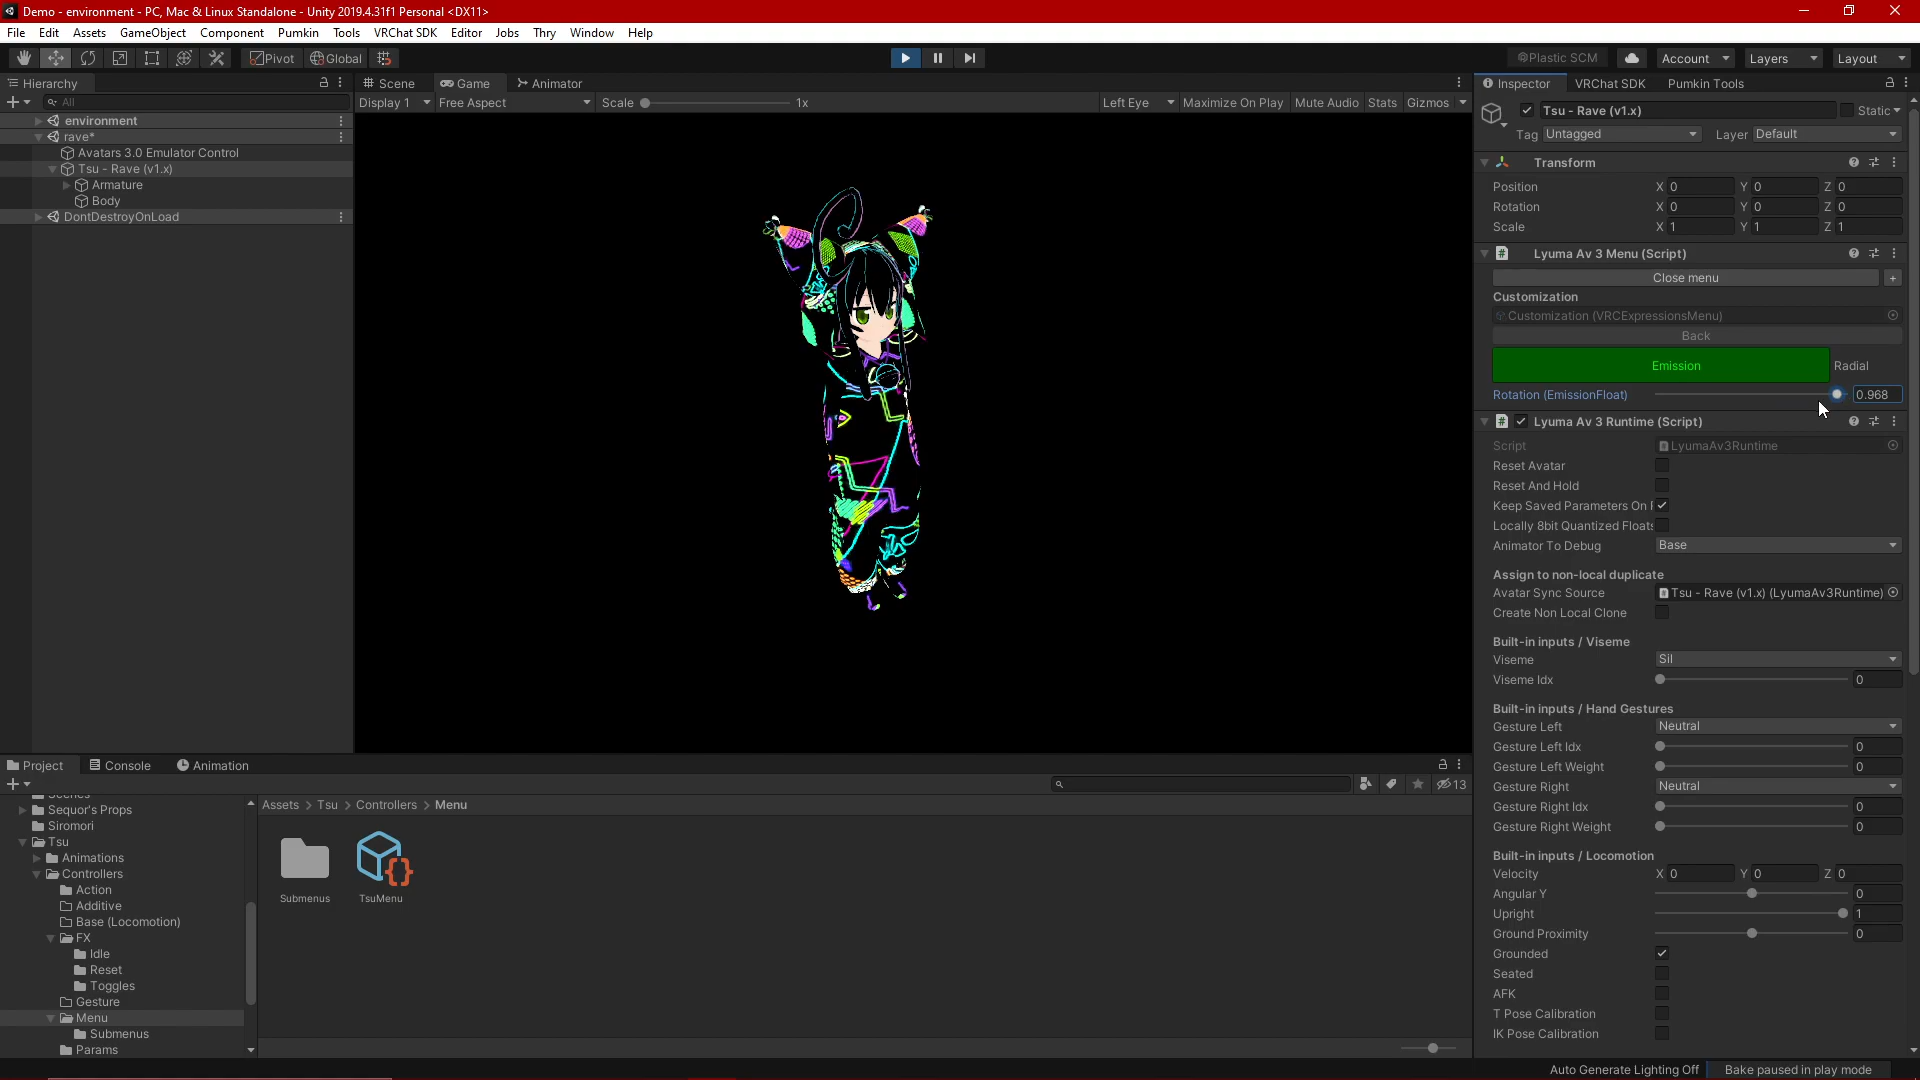 Demo - environment - PC, Mac & Linux Standalone - Unity 2019.4.31f1 Personal <DX11>
File Edit Assets GameObject Component Pumkin Tools VRChat SDK Editor Jobs Thry Window Help
Pivot Global Plastic SCM Account Layers Layout
Hierarchy
All
environment
rave*
Avatars 3.0 Emulator Control
Tsu - Rave (v1.x)
Armature
Body
DontDestroyOnLoad
Scene Game Animator
Display 1 Free Aspect Scale 1x Left Eye Maximize On Play Mute Audio Stats Gizmos
Inspector VRChat SDK Pumkin Tools
Tsu - Rave (v1.x) Static
Tag Untagged Layer Default
Transform
Position X 0 Y 0 Z 0
Rotation X 0 Y 0 Z 0
Scale X 1 Y 1 Z 1
Lyuma Av 3 Menu (Script)
Close menu +
Customization
Customization (VRCExpressionsMenu)
Back
Emission Radial
Rotation (EmissionFloat) 0.968
Lyuma Av 3 Runtime (Script)
Script LyumaAv3Runtime
Reset Avatar
Reset And Hold
Keep Saved Parameters On
Locally 8bit Quantized Floats
Animator To Debug Base
Assign to non-local duplicate
Avatar Sync Source Tsu - Rave (v1.x) (LyumaAv3Runtime)
Create Non Local Clone
Built-in inputs / Viseme
Viseme Sil
Viseme Idx 0
Built-in inputs / Hand Gestures
Gesture Left Neutral
Gesture Left Idx 0
Gesture Left Weight 0
Gesture Right Neutral
Gesture Right Idx 0
Gesture Right Weight 0
Built-in inputs / Locomotion
Velocity X 0 Y 0 Z 0
Angular Y 0
Upright 1
Ground Proximity 0
Grounded
Seated
AFK
T Pose Calibration
IK Pose Calibration
Project Console Animation
13
Sequor's Props
Siromori
Tsu
Animations
Controllers
Action
Additive
Base (Locomotion)
FX
Idle
Reset
Toggles
Gesture
Menu
Submenus
Params
Assets > Tsu > Controllers > Menu
Submenus TsuMenu
Auto Generate Lighting Off Bake paused in play mode